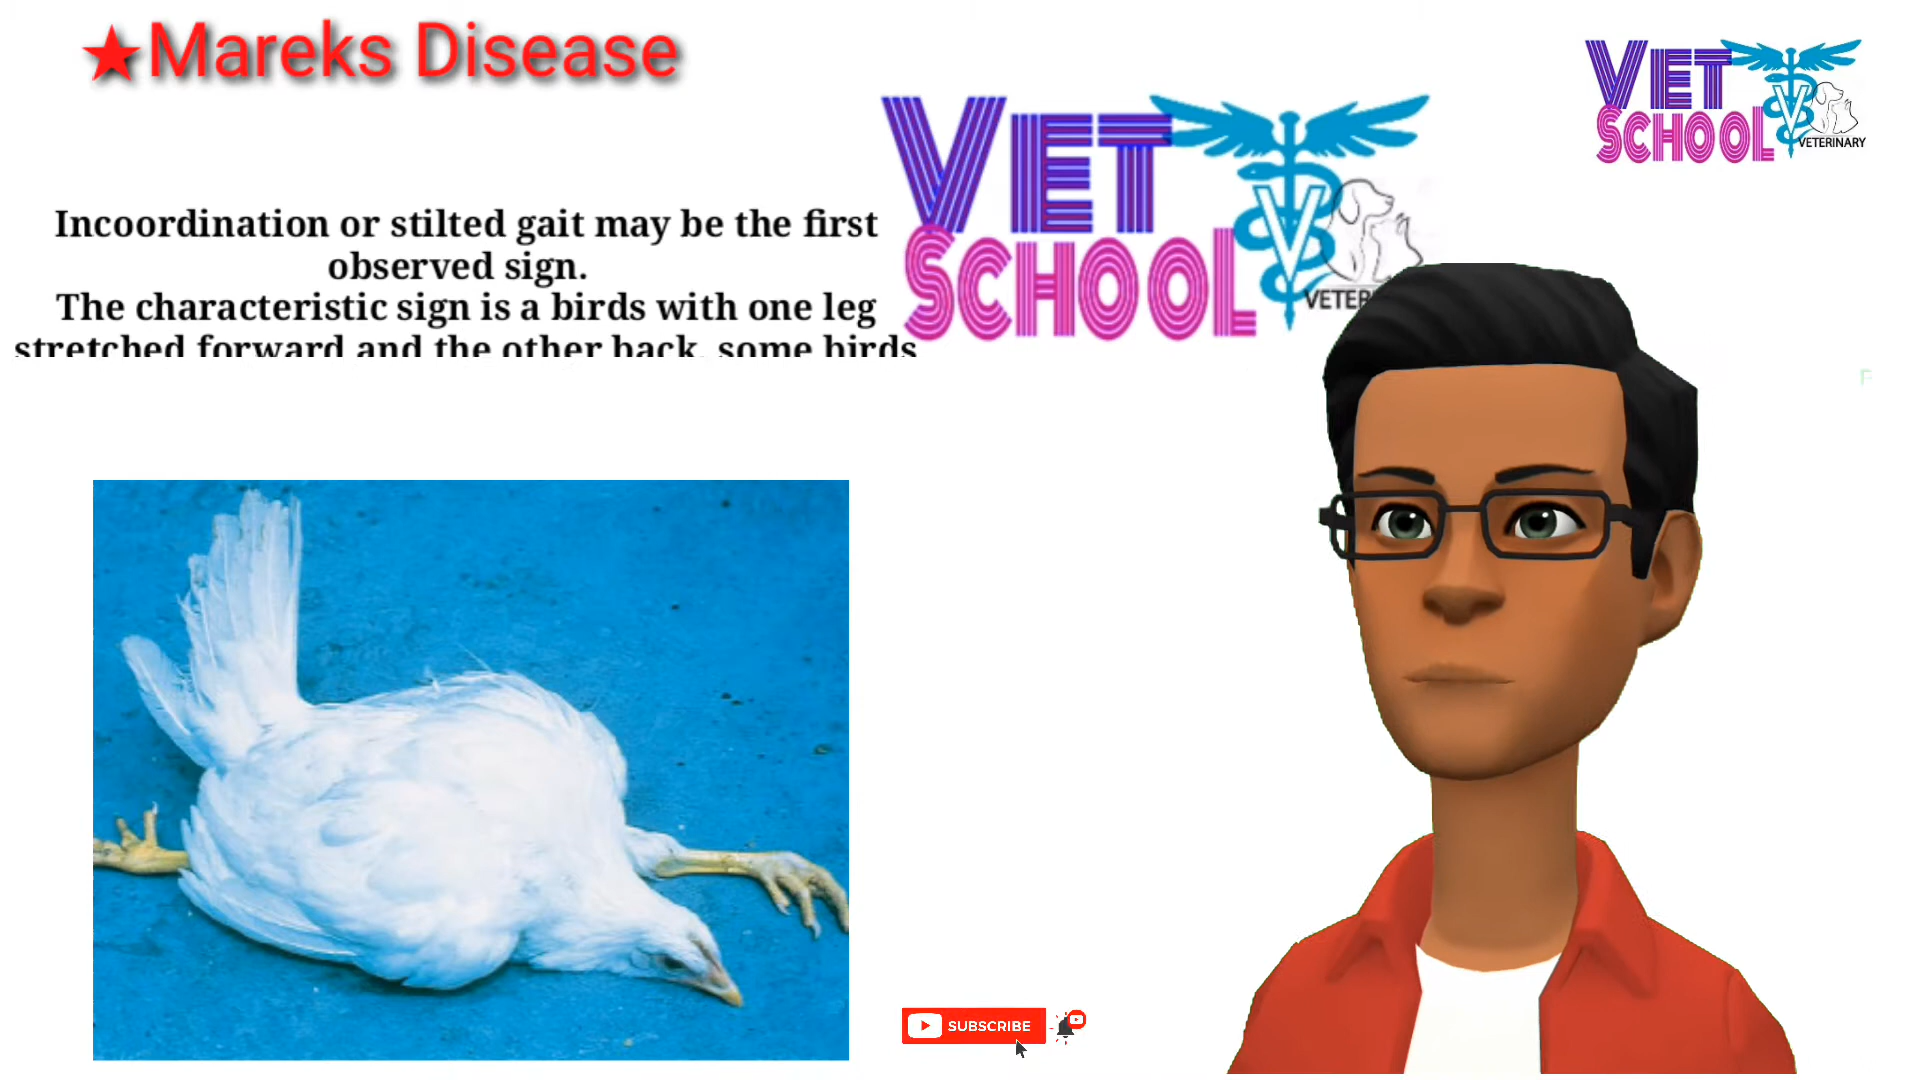 ★Mareks Disease
VET
SCHOOL
V
VETERINARY
VET
SCHOOL
V
Incoordination or stilted gait may be the first
observed sign.
The characteristic sign is a birds with one leg
stretched forward and the other back, some birds
SUBSCRIBE